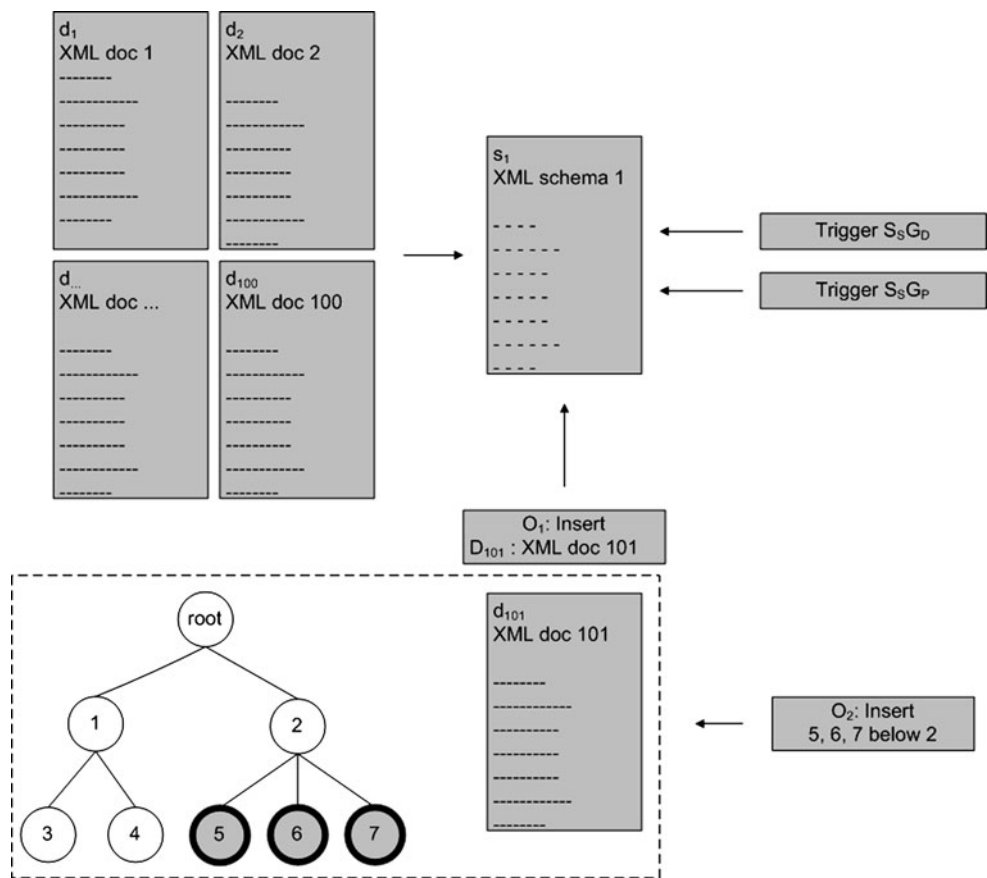 d1
XML doc 1
d2
XML doc 2
d...
XML doc ...
d100
XML doc 100
s1
XML schema 1
Trigger SSGD
Trigger SSGP
O1: Insert
D101 : XML doc 101
root
1
2
3
4
5
6
7
d101
XML doc 101
O2: Insert
5, 6, 7 below 2